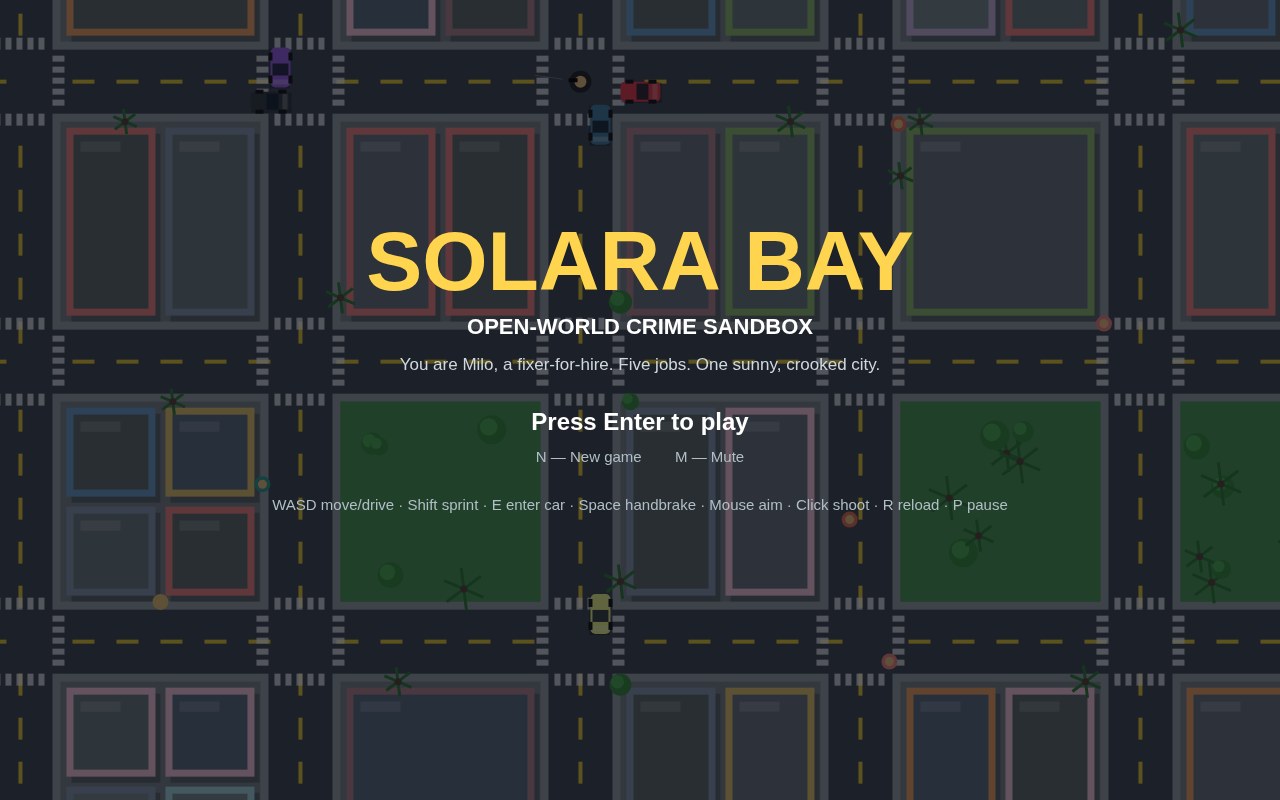 SOLARA BAY
OPEN-WORLD CRIME SANDBOX
You are Milo, a fixer-for-hire. Five jobs. One sunny, crooked city.
Press Enter to play
N — New game M — Mute
WASD move/drive · Shift sprint · E enter car · Space handbrake · Mouse aim · Click shoot · R reload · P pause